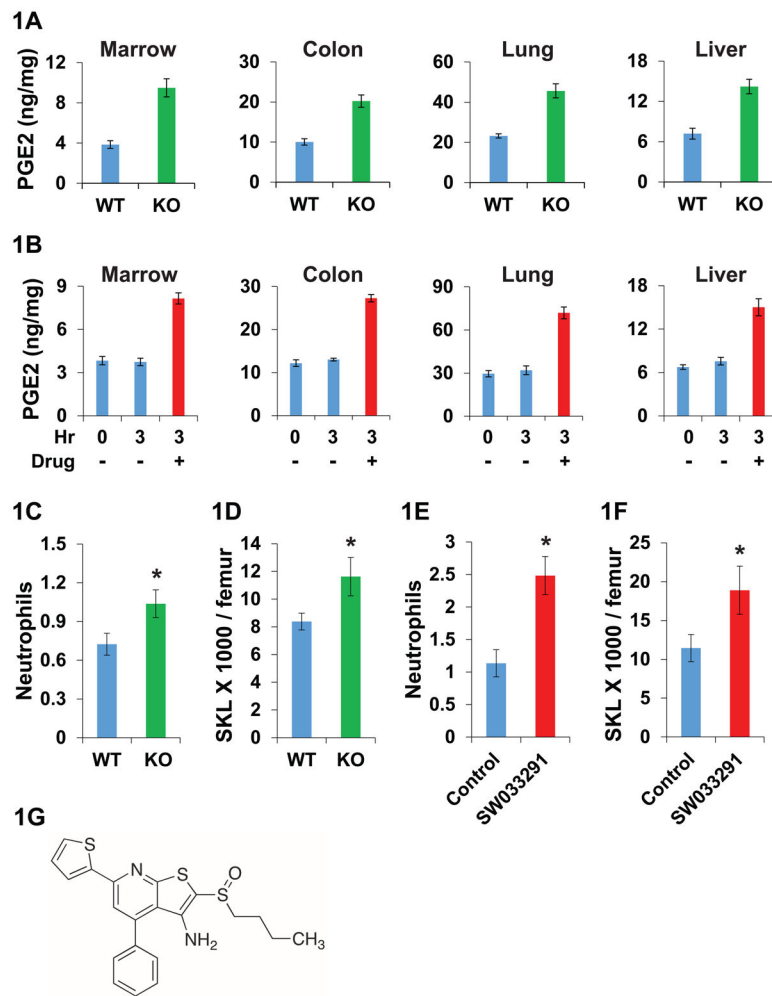 1A
Marrow Colon Lung Liver
PGE2 (ng/mg)
12 30 60 18
9
8 20 40 12
4 10 20 6
0 0 0 0
WT KO WT KO WT KO WT KO
1B
Marrow Colon Lung Liver
PGE2 (ng/mg)
9 30 90 18
6 20 60 12
3 10 30 6
0 0 0 0
Hr 0 3 3 0 3 3 0 3 3 0 3 3
Drug - - + - - + - - + - - +
1C 1D 1E 1F
Neutrophils
1.5
1.2
0.9
0.6
0.3
0
*
WT KO
SKL X 1000 / femur
14
12
10
8
6
4
2
0
*
WT KO
Neutrophils
3
2.5
2
1.5
1
0.5
0
*
Control SW033291
SKL X 1000 / femur
25
20
15
10
5
0
*
Control SW033291
1G
S N S S O
NH2 CH3